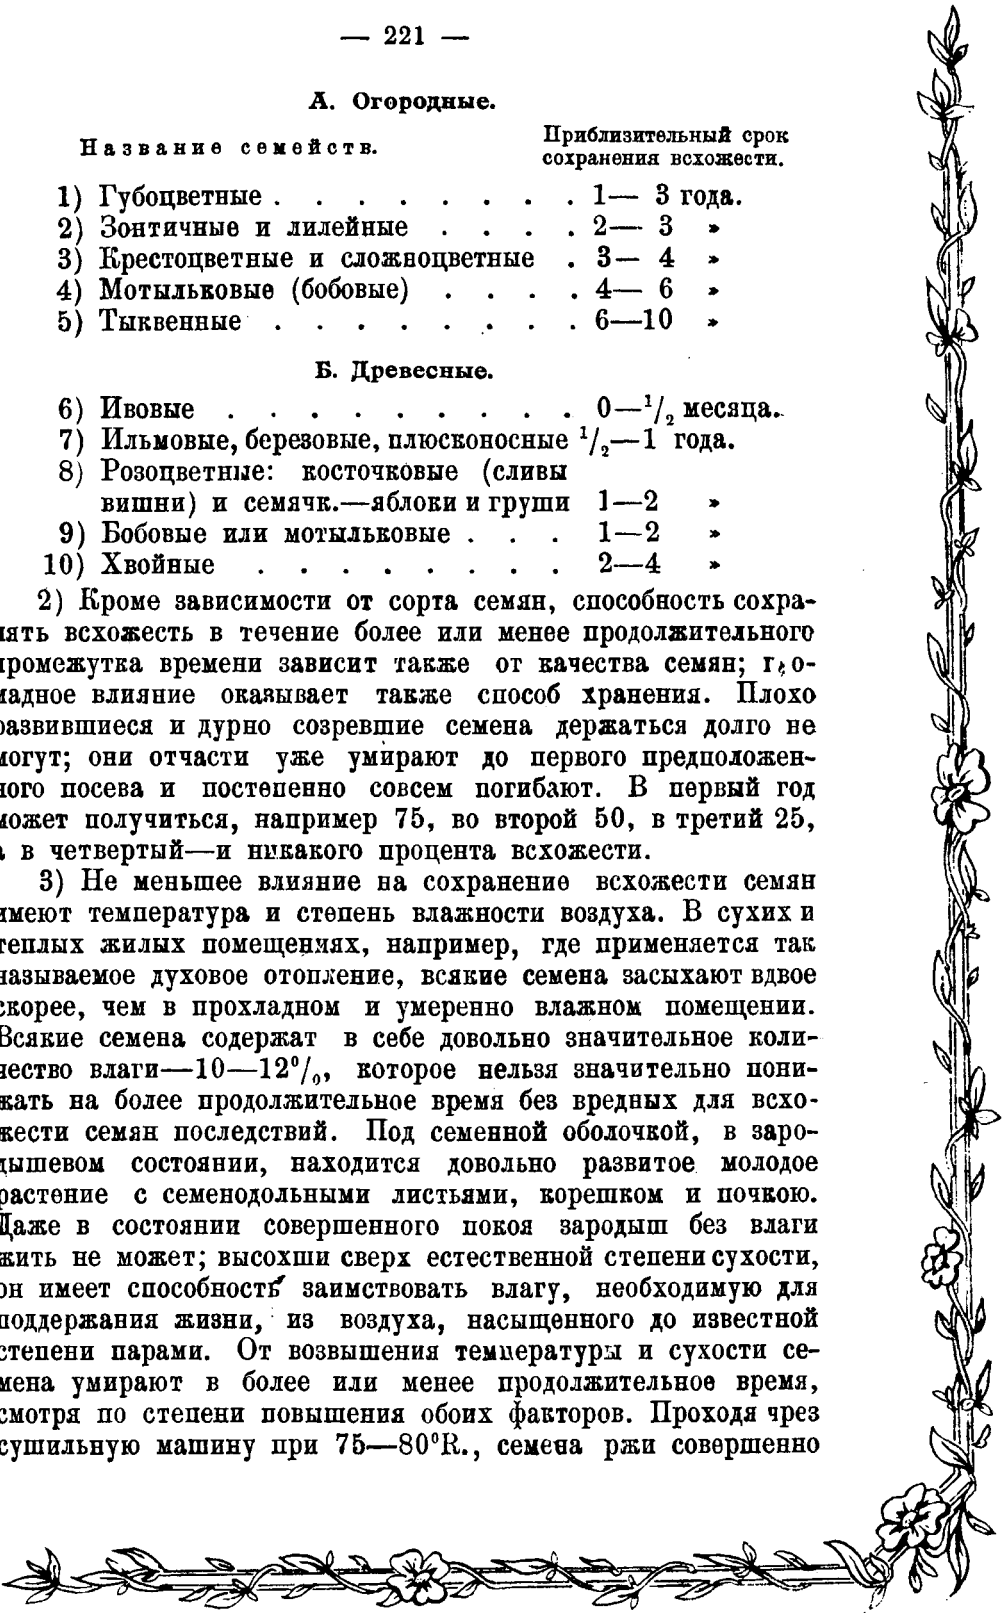 — 221 —
А. Огородные.
Название семейств.
Приблизительный срок
сохранения всхожести.
1) Губоцветные . . . . . . . . . 1— 3 года.
2) Зонтичные и лилейные . . . . 2— 3 »
3) Крестоцветные и сложноцветные . 3— 4 »
4) Мотыльковые (бобовые) . . . . 4— 6 »
5) Тыквенные . . . . . . . . . 6—10 »
Б. Древесные.
6) Ивовые . . . . . . . . . 0—1/2 месяца.
7) Ильмовые, березовые, плюсконосные 1/2—1 года.
8) Розоцветные: косточковые (сливы
вишни) и семячк.—яблоки и груши 1—2 »
9) Бобовые или мотыльковые . . . 1—2 »
10) Хвойные . . . . . . . . 2—4 »
2) Кроме зависимости от сорта семян, способность сохра-
нять всхожесть в течение более или менее продолжительного
промежутка времени зависит также от качества семян; гро-
мадное влияние оказывает также способ хранения. Плохо
развившиеся и дурно созревшие семена держаться долго не
могут; они отчасти уже умирают до первого предположен-
ного посева и постепенно совсем погибают. В первый год
может получиться, например 75, во второй 50, в третий 25,
а в четвертый—и никакого процента всхожести.
3) Не меньшее влияние на сохранение всхожести семян
имеют температура и степень влажности воздуха. В сухих и
теплых жилых помещениях, например, где применяется так
называемое духовое отопление, всякие семена засыхают вдвое
скорее, чем в прохладном и умеренно влажном помещении.
Всякие семена содержат в себе довольно значительное коли-
чество влаги—10—12%, которое нельзя значительно пони-
жать на более продолжительное время без вредных для всхо-
жести семян последствий. Под семенной оболочкой, в заро-
дышевом состоянии, находится довольно развитое молодое
растение с семенодольными листьями, корешком и почкою.
Даже в состоянии совершенного покоя зародыш без влаги
жить не может; высохши сверх естественной степени сухости,
он имеет способность заимствовать влагу, необходимую для
поддержания жизни, из воздуха, насыщенного до известной
степени парами. От возвышения температуры и сухости се-
мена умирают в более или менее продолжительное время,
смотря по степени повышения обоих факторов. Проходя чрез
сушильную машину при 75—80°R., семена ржи совершенно